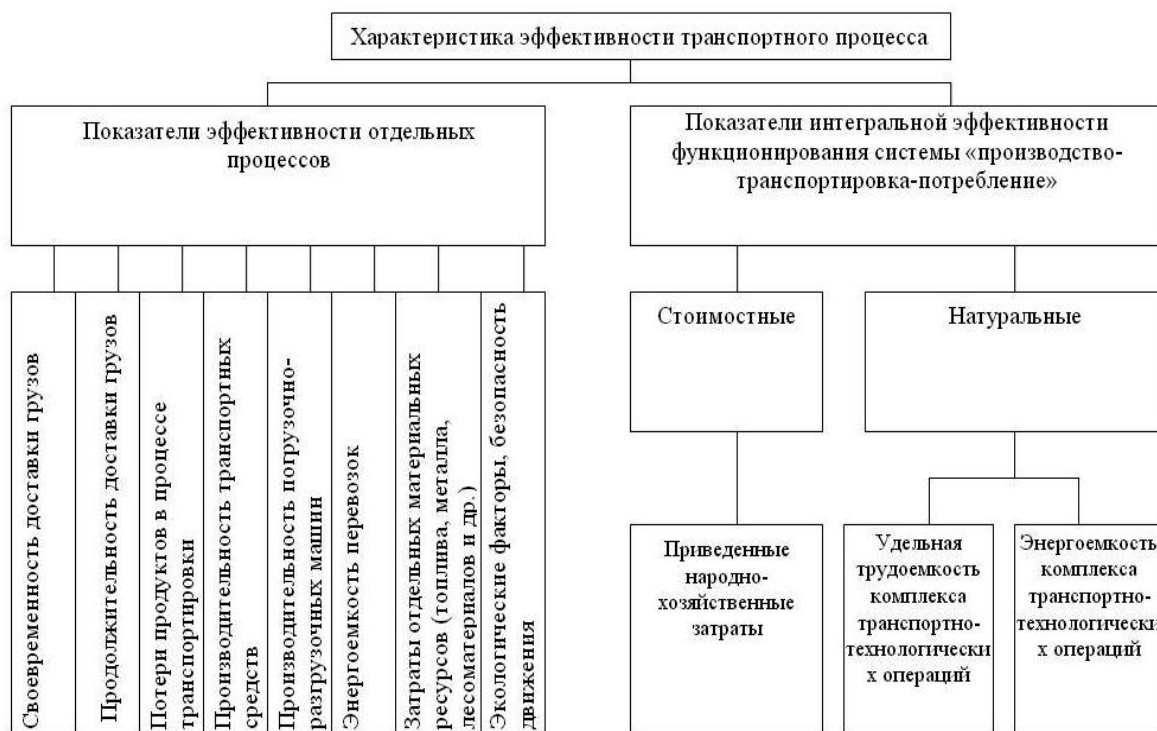 Характеристика эффективности транспортного процесса
Показатели эффективности отдельных
процессов
Показатели интегральной эффективности
функционирования системы «производство-
транспортировка-потребление»
Своевременность доставки грузов
Продолжительность доставки грузов
Потери продуктов в процессе
транспортировки
Производительность транспортных
средств
Производительность погрузочно-
разгрузочных машин
Энергоемкость перевозок
Затраты отдельных материальных
ресурсов (топлива, металла,
лесоматериалов и др.)
Экологические факторы, безопасность
движения
Стоимостные
Натуральные
Приведенные
народно-
хозяйственные
затраты
Удельная
трудоемкость
комплекса
транспортно-
технологически
х операций
Энергоемкость
комплекса
транспортно-
технологически
х операций